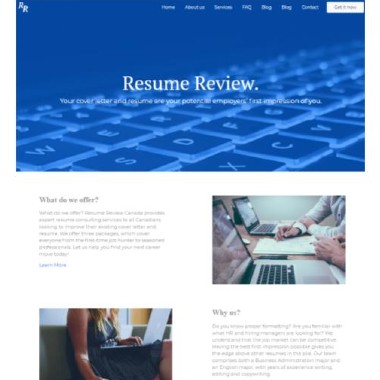 RR
Home About us Services FAQ Blog Blog Contact Get it now
Resume Review.
Your cover letter and resume are your potential employers' first impression of you.
What do we offer?
What do we offer? Resume Review Canada provides
expert resume consulting services to all Canadians
looking to improve their existing cover letter and
resume. We offer three packages, which cover
everyone from the first-time job hunter to seasoned
professionals. Let us help you find your next career
move today!
Learn More
Why us?
Do you know proper formatting? Are you familiar with
what HR and hiring managers are looking for? We
understand that the job market can be competitive
making the best first impression possible gives you
the edge above other resumes in the pile. Our team
comprises both a Business Administration major and
an English major, with years of experience writing,
editing and copywriting.